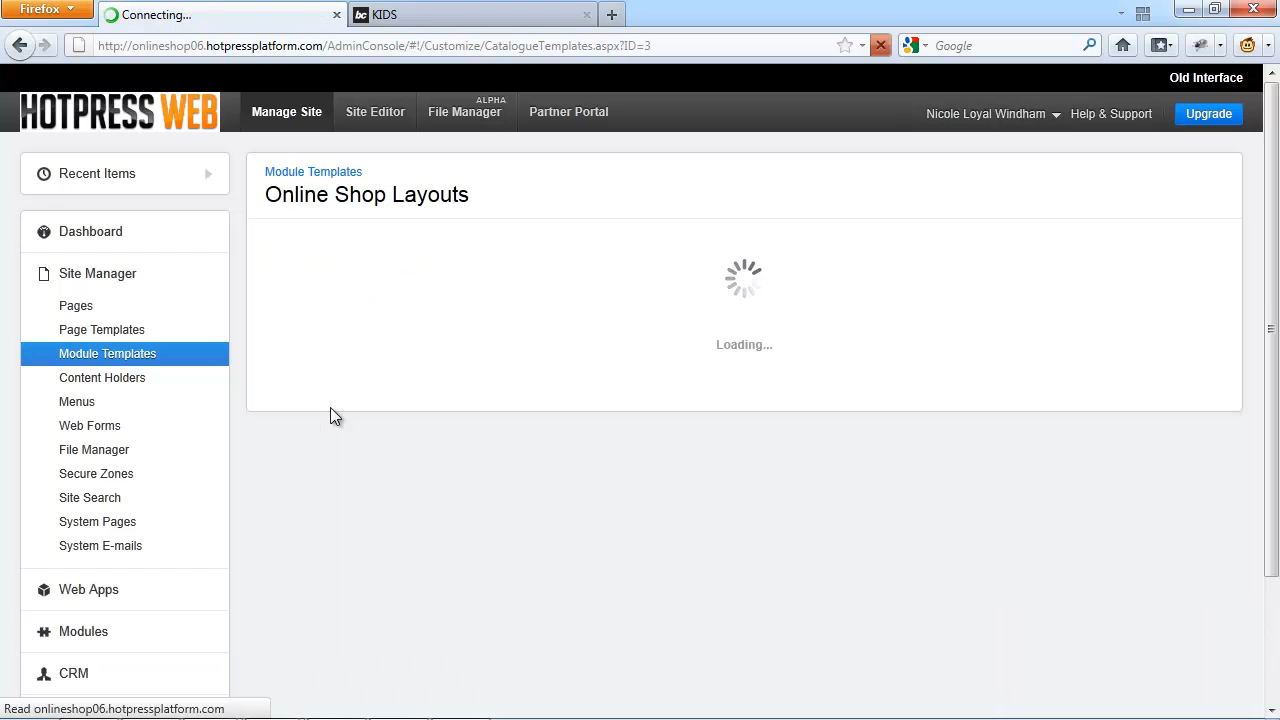 Firefox
Connecting...
bc KIDS
http://onlineshop06.hotpressplatform.com/AdminConsole/#!/Customize/CatalogueTemplates.aspx?ID=2
Google
Old Interface
HOTPRESS WEB
Manage Site
Site Editor
File Manager
ALPHA
Partner Portal
Nicole Loyal Windham
Help & Support
Upgrade
Recent Items
Dashboard
Site Manager
Pages
Page Templates
Module Templates
Content Holders
Menus
Web Forms
File Manager
Secure Zones
Site Search
System Pages
System E-mails
Web Apps
Modules
CRM
Module Templates
Online Shop Layouts
Loading...
Read onlineshop06.hotpressplatform.com